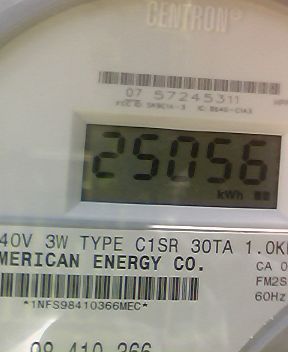 CENTRON®
07 57245311
25056
kWh
40V 3W TYPE C1SR 30TA 1.0K
MERICAN ENERGY CO.
CA 0
FM2S
60Hz
*1NFS98410366MEC*
98 410 366